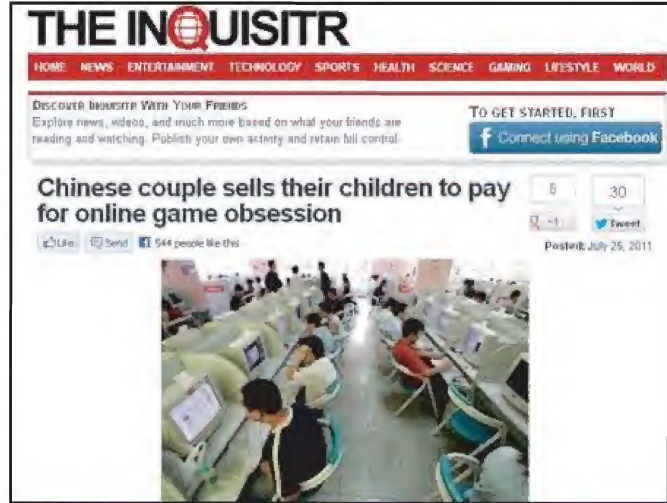 THE INQUISITR
HOME NEWS ENTERTAINMENT TECHNOLOGY SPORTS HEALTH SCIENCE GAMING LIFESTYLE WORLD
DISCOVER INQUISITR WITH YOUR FRIENDS
Explore news, videos, and much more based on what your friends are
reading and watching. Publish your own activity and retain full control.
TO GET STARTED, FIRST
f Connect using Facebook
Chinese couple sells their children to pay
for online game obsession
5 30
+1 Tweet
Like Send 544 people like this.
Posted: July 25, 2011